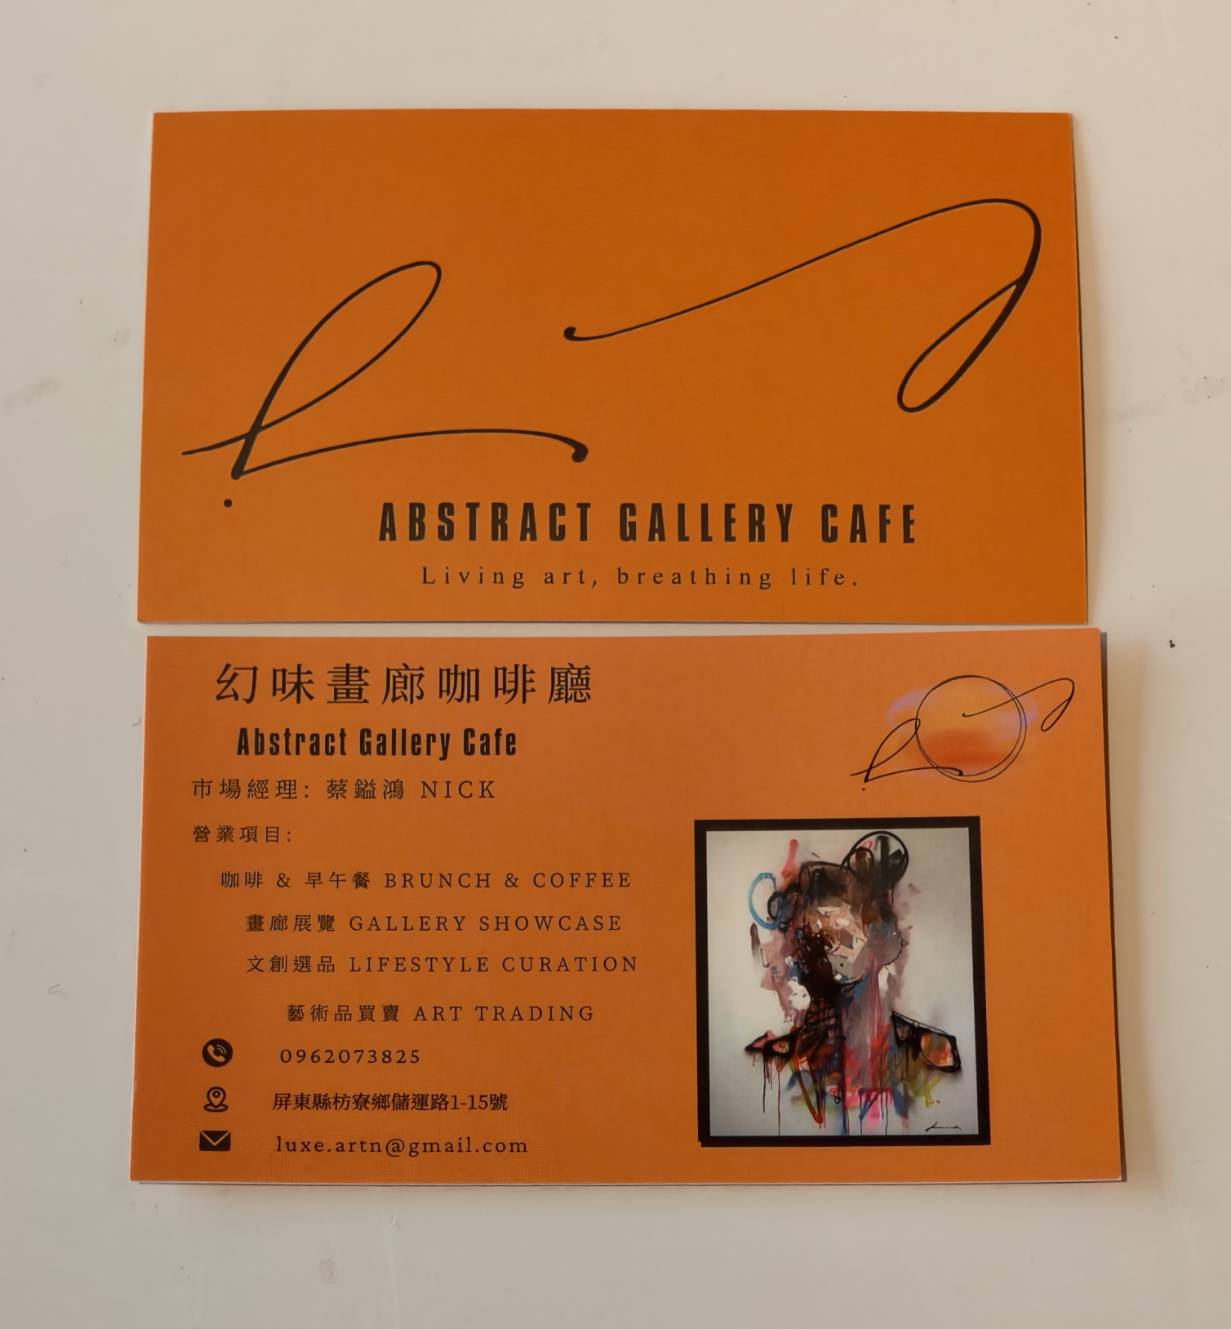 ABSTRACT GALLERY CAFE
Living art, breathing life.
幻味畫廊咖啡廳
Abstract Gallery Cafe
市場經理: 蔡鎰鴻 NICK
營業項目:
咖啡 & 早午餐 BRUNCH & COFFEE
畫廊展覽 GALLERY SHOWCASE
文創選品 LIFESTYLE CURATION
藝術品買賣 ART TRADING
0962073825
屏東縣枋寮鄉儲運路1-15號
luxe.artn@gmail.com